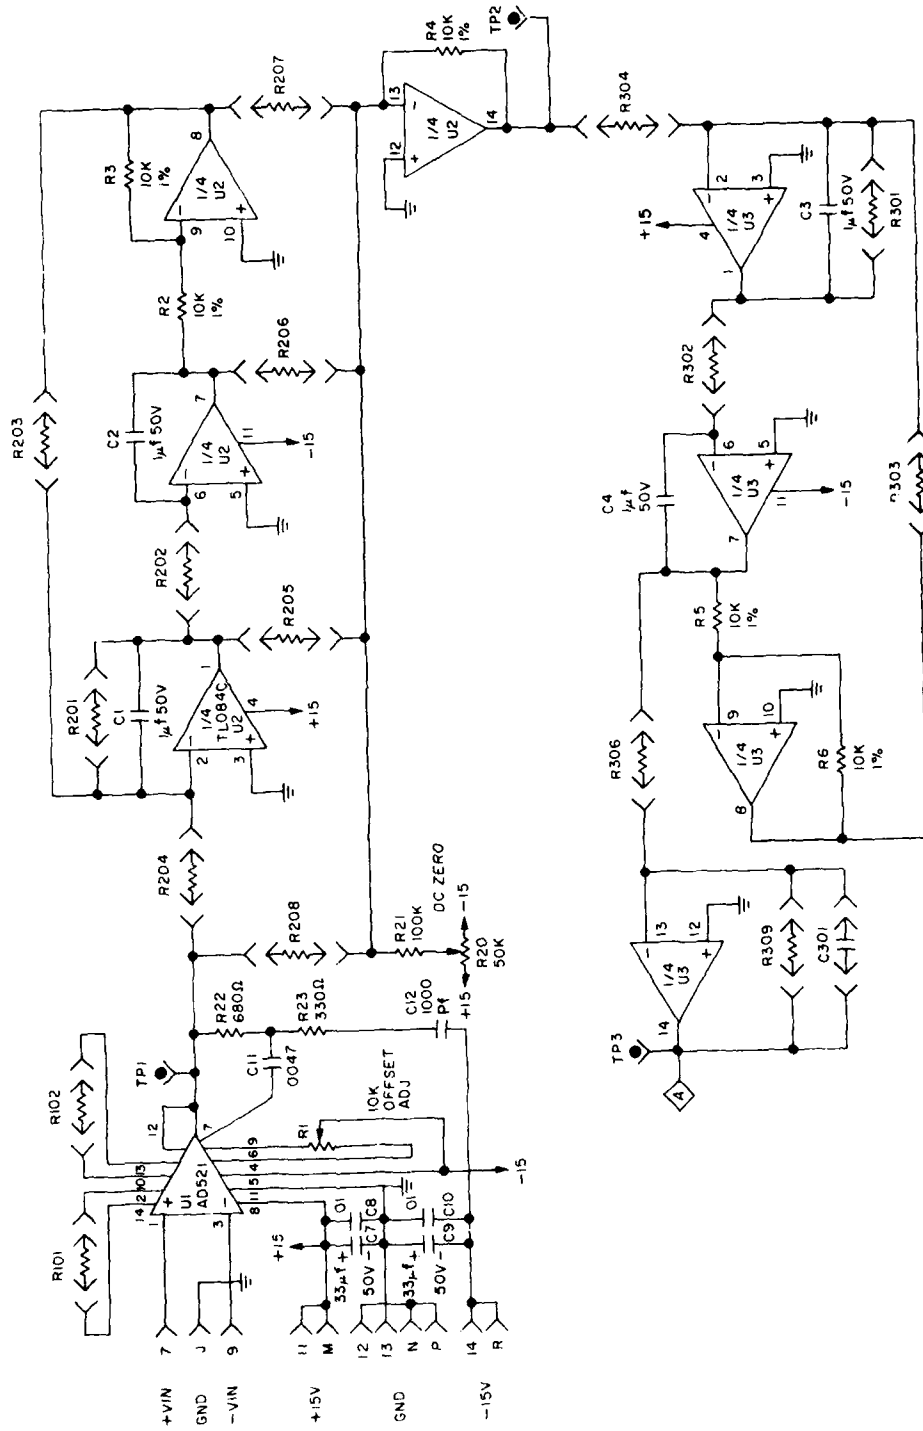 R203
R201
C1
1μf 50V
1
1/4
TL084C
U2
2
3
4
+15
R204
R202
C2
1μf 50V
7
1/4
U2
6
5
11
-15
R2
10K
1%
R3
10K
1%
8
1/4
U2
9
10
R205
R206
R207
R208
R4
10K
1%
13
12
1/4
U2
14
TP2
R21
100K
DC ZERO
+15
-15
R20
50K
R101
R102
14
2
10
13
12
1
3
U1
AD521
7
8
11
5
4
6
9
TP1
R22
680Ω
R23
330Ω
C11
0047
C12
1000
Pf
R1
10K
OFFSET
ADJ
-15
+15
33μf
50V
C7
01
C8
33μf
50V
C9
01
C10
+VIN
7
GND
J
-VIN
9
+15V
11
M
GND
12
13
N
P
-15V
14
R
R304
+15
4
1/4
U3
2
3
1
C3
1μf 50V
R301
R302
R303
C4
1μf
50V
6
5
1/4
U3
7
11
-15
R5
10K
1%
9
10
1/4
U3
8
R6
10K
1%
R306
13
12
1/4
U3
14
TP3
A
R309
C301